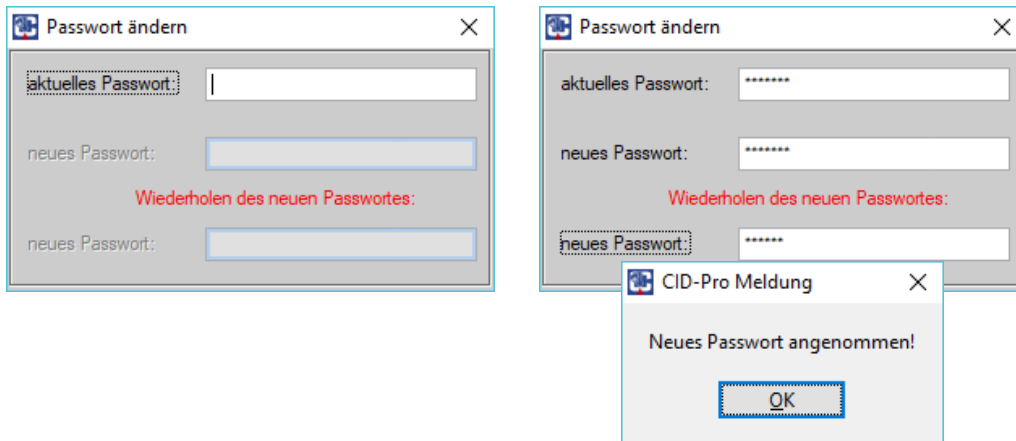 Passwort ändern
aktuelles Passwort:
neues Passwort:
Wiederholen des neuen Passwortes:
neues Passwort:
Passwort ändern
aktuelles Passwort: *******
neues Passwort: *******
Wiederholen des neuen Passwortes:
neues Passwort: ******
CID-Pro Meldung
Neues Passwort angenommen!
OK